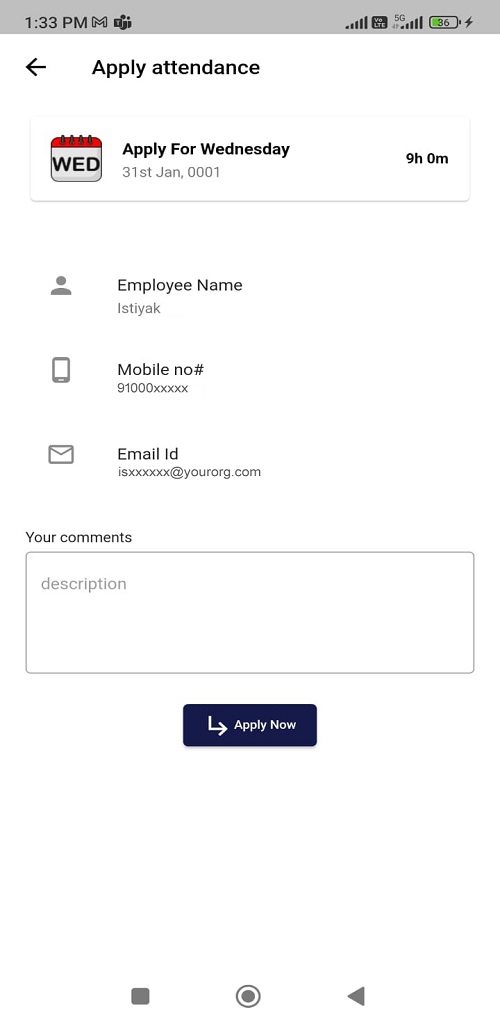 1:33 PM
Vo LTE 5G 4+ 36
Apply attendance
WED
Apply For Wednesday
31st Jan, 0001
9h 0m
Employee Name
Istiyak
Mobile no#
91000xxxxx
Email Id
isxxxxxx@yourorg.com
Your comments
description
Apply Now